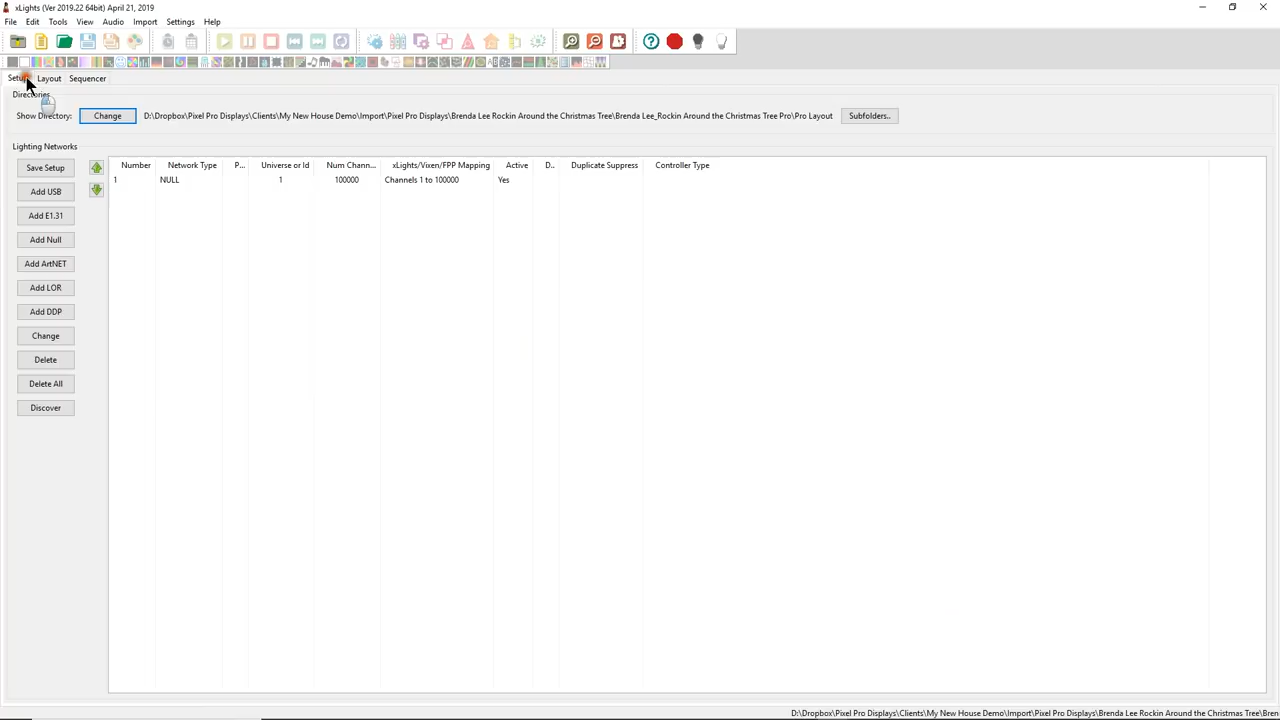 xLights (Ver 2019.22 64bit) April 21, 2019
File Edit Tools View Audio Import Settings Help
Setup Layout Sequencer
Directories
Show Directory: Change D:\Dropbox\Pixel Pro Displays\Clients\My New House Demo\Import\Pixel Pro Displays\Brenda Lee Rockin Around the Christmas Tree\Brenda Lee_Rockin Around the Christmas Tree Pro\Pro Layout Subfolders..
Lighting Networks
Save Setup
Add USB
Add E1.31
Add Null
Add ArtNET
Add LOR
Add DDP
Change
Delete
Delete All
Discover
Number Network Type P... Universe or Id Num Chann... xLights/Vixen/FPP Mapping Active D.. Duplicate Suppress Controller Type
1 NULL 1 100000 Channels 1 to 100000 Yes
D:\Dropbox\Pixel Pro Displays\Clients\My New House Demo\Import\Pixel Pro Displays\Brenda Lee Rockin Around the Christmas Tree\Bren